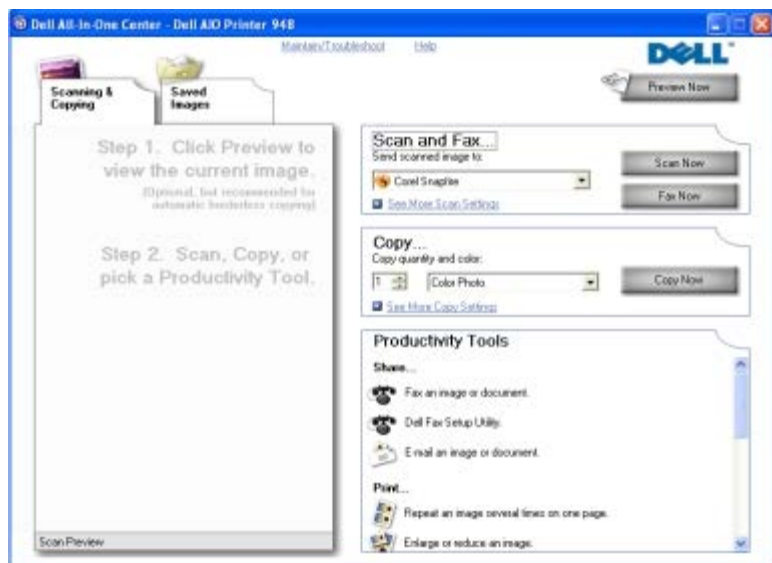 Dell All-In-One Center - Dell AIO Printer 948
Maintain/Troubleshoot Help
DELL
Preview Now
Scanning &
Copying
Saved
Images
Step 1. Click Preview to
view the current image.
(Optional, but recommended for
automatic borderless copying)
Step 2. Scan, Copy, or
pick a Productivity Tool.
Scan Preview
Scan and Fax...
Send scanned image to:
Corel Snapfire
See More Scan Settings
Scan Now
Fax Now
Copy...
Copy quantity and color:
1 Color Photo
See More Copy Settings
Copy Now
Productivity Tools
Share...
Fax an image or document.
Dell Fax Setup Utility.
E-mail an image or document.
Print...
Repeat an image several times on one page.
Enlarge or reduce an image.